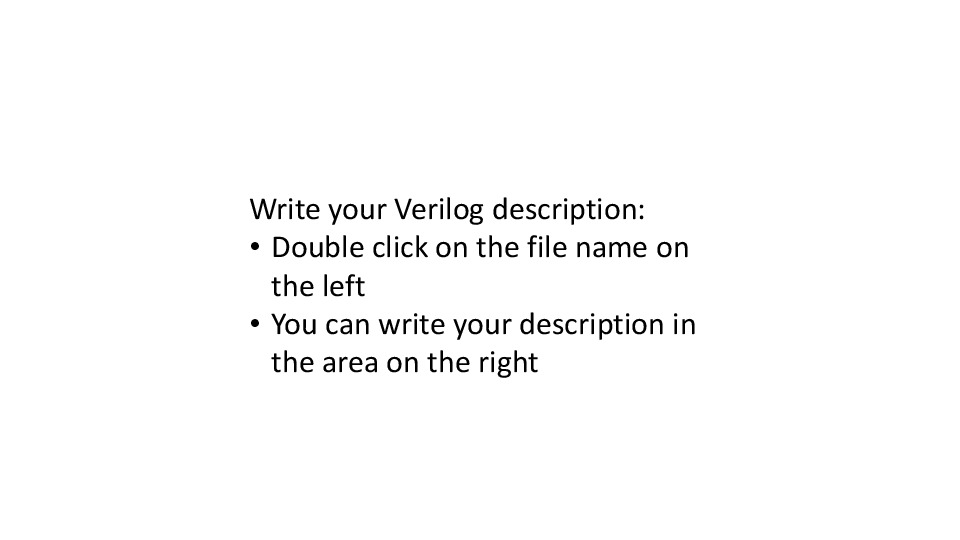 Write your Verilog description:
• Double click on the file name on
the left
• You can write your description in
the area on the right